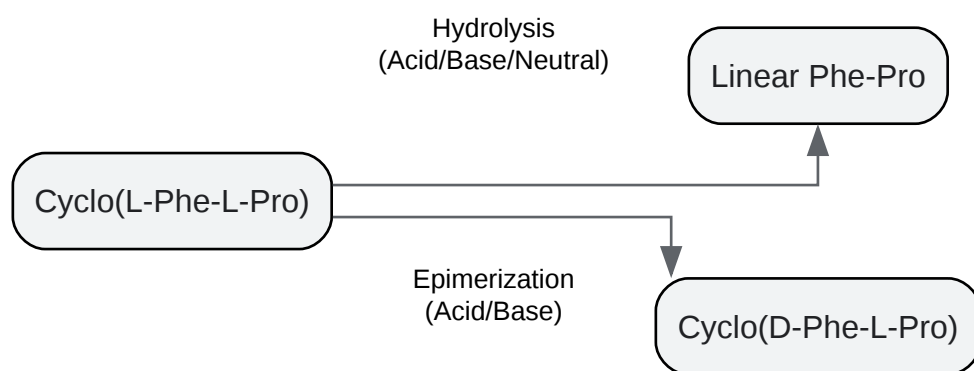 Hydrolysis
(Acid/Base/Neutral)
Linear Phe-Pro
Cyclo(L-Phe-L-Pro)
Epimerization
(Acid/Base)
Cyclo(D-Phe-L-Pro)